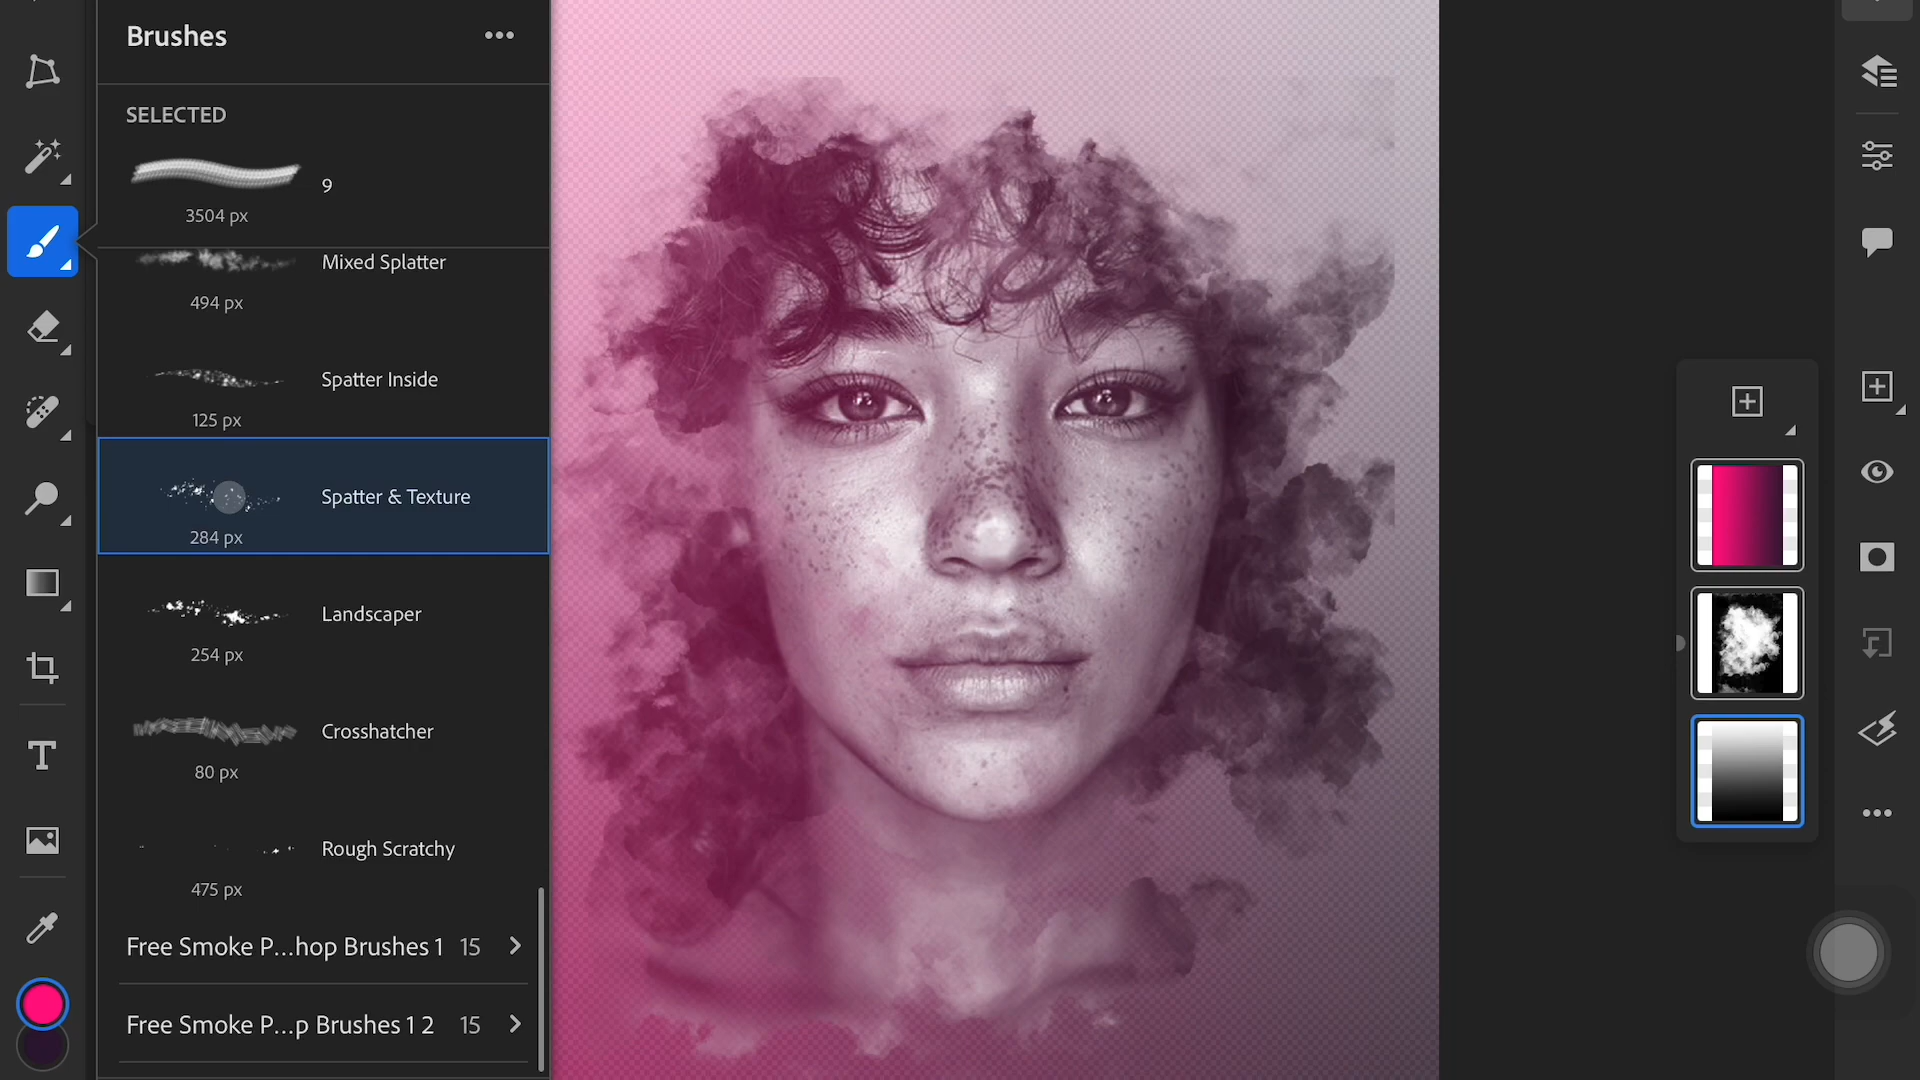 Brushes
SELECTED
9
3504 px
Mixed Splatter
494 px
Spatter Inside
125 px
Spatter & Texture
284 px
Landscaper
254 px
Crosshatcher
80 px
Rough Scratchy
475 px
Free Smoke P...hop Brushes 1 15
Free Smoke P...p Brushes 1 2 15